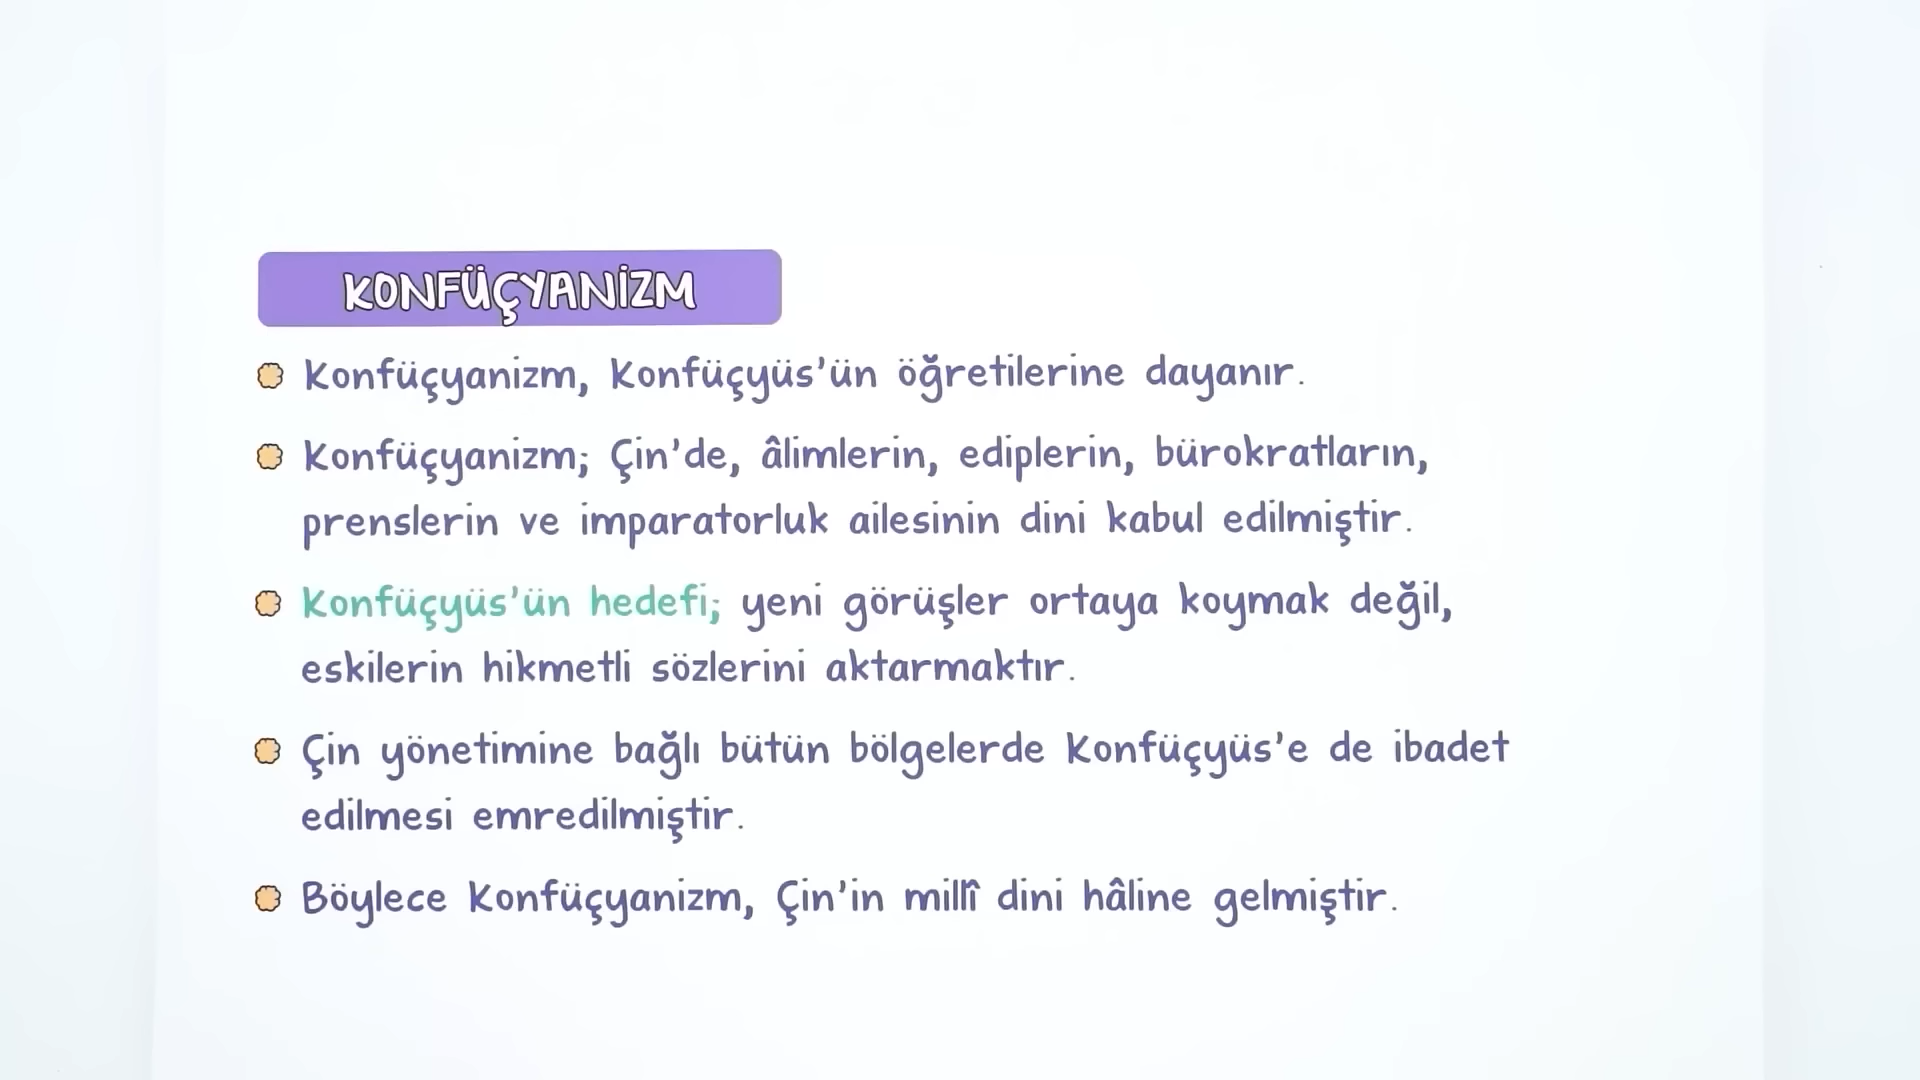 KONFÜÇYANİZM
Konfüçyanizm, Konfüçyüs'ün öğretilerine dayanır.
Konfüçyanizm; Çin'de, âlimlerin, ediplerin, bürokratların,
prenslerin ve imparatorluk ailesinin dini kabul edilmiştir.
Konfüçyüs'ün hedefi; yeni görüşler ortaya koymak değil,
eskilerin hikmetli sözlerini aktarmaktır.
Çin yönetimine bağlı bütün bölgelerde Konfüçyüs'e de ibadet
edilmesi emredilmiştir.
Böylece Konfüçyanizm, Çin'in millî dini hâline gelmiştir.